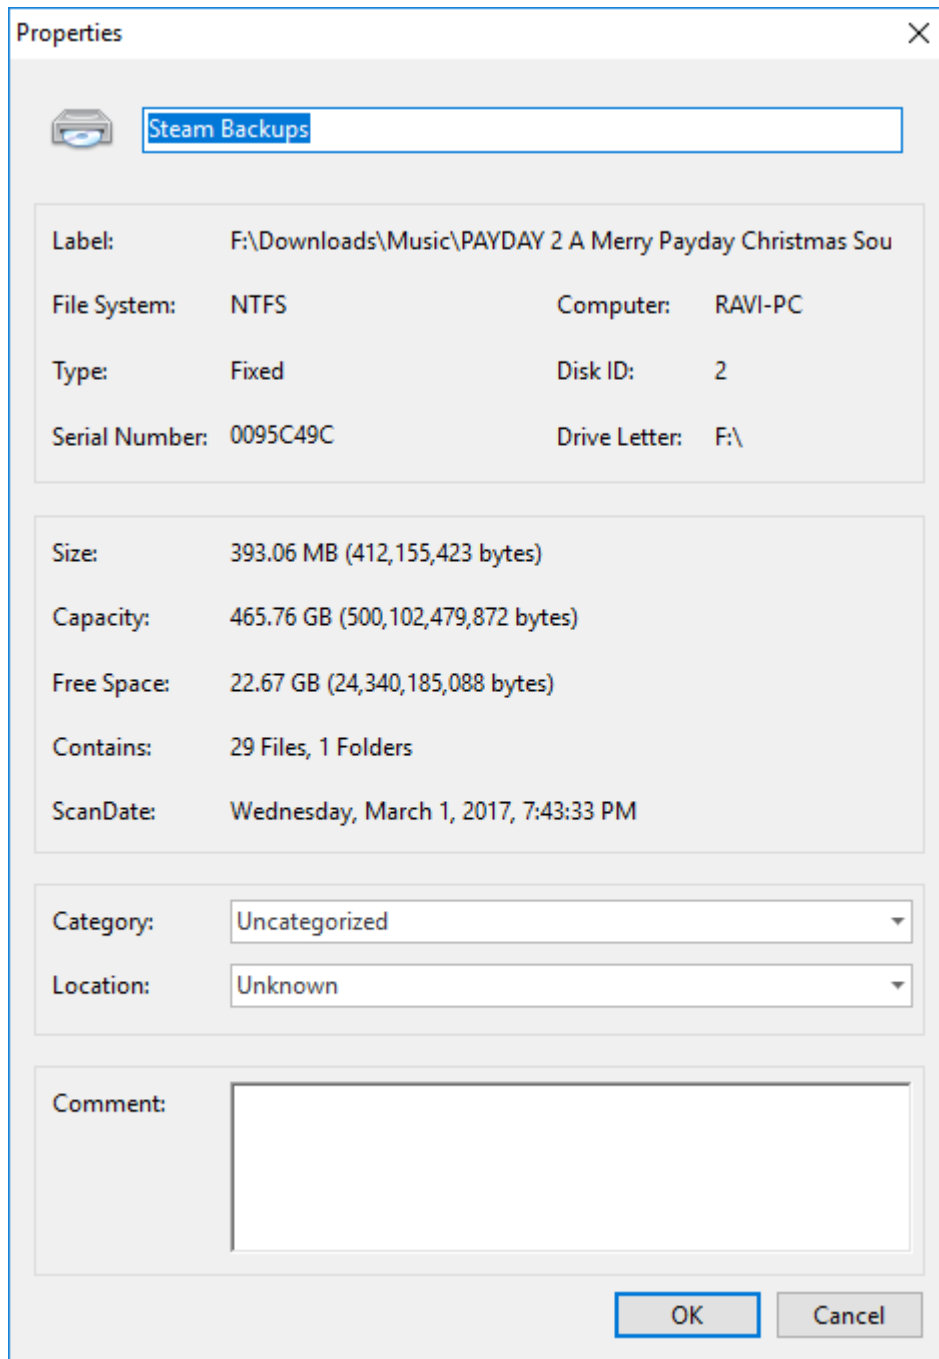 Properties
Steam Backups
Label: F:\Downloads\Music\PAYDAY 2 A Merry Payday Christmas Sou
File System: NTFS Computer: RAVI-PC
Type: Fixed Disk ID: 2
Serial Number: 0095C49C Drive Letter: F:\
Size: 393.06 MB (412,155,423 bytes)
Capacity: 465.76 GB (500,102,479,872 bytes)
Free Space: 22.67 GB (24,340,185,088 bytes)
Contains: 29 Files, 1 Folders
ScanDate: Wednesday, March 1, 2017, 7:43:33 PM
Category: Uncategorized
Location: Unknown
Comment:
OK Cancel